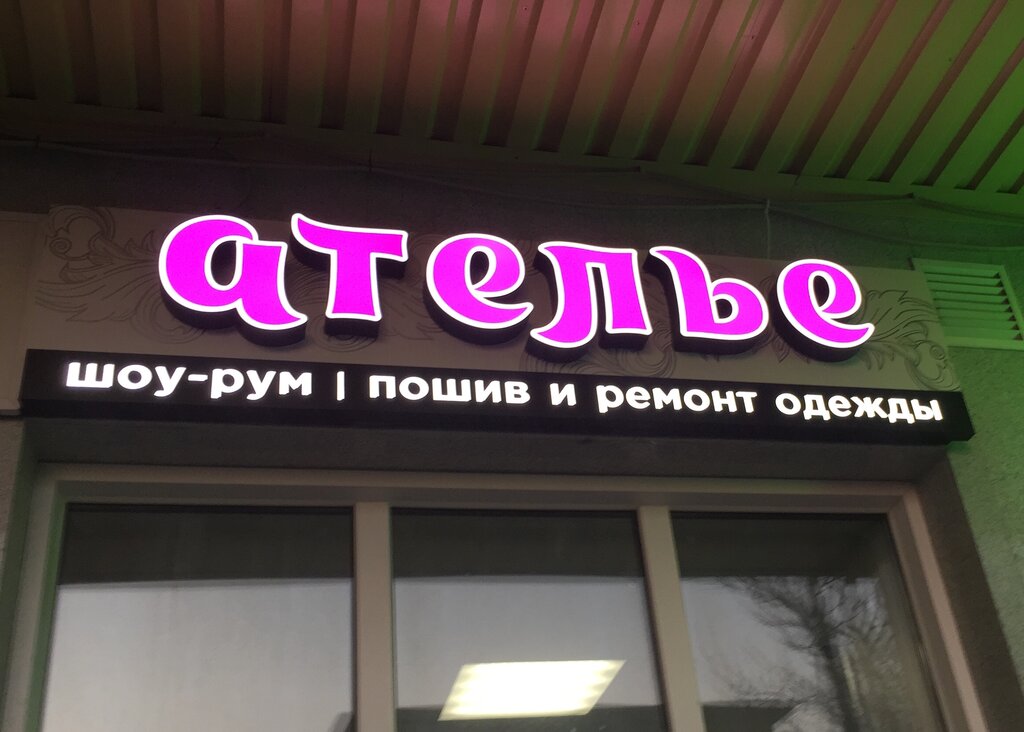 ателье
шоу-рум | пошив и ремонт одежды